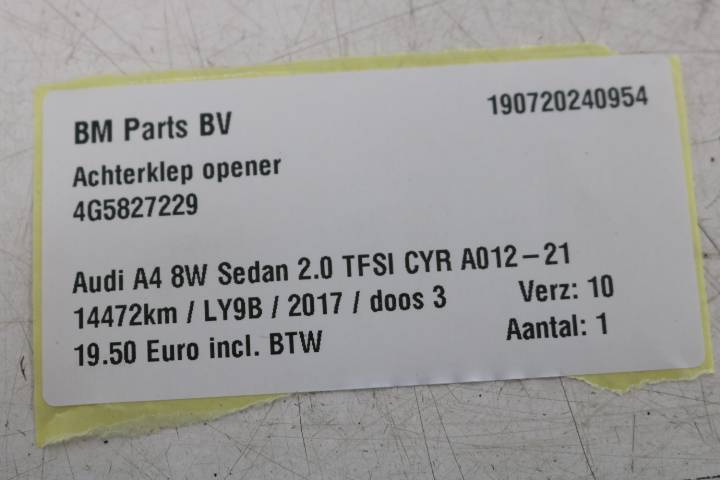 BM Parts BV 190720240954
Achterklep opener
4G5827229
Audi A4 8W Sedan 2.0 TFSI CYR A012-21
14472km / LY9B / 2017 / doos 3 Verz: 10
19.50 Euro incl. BTW Aantal: 1